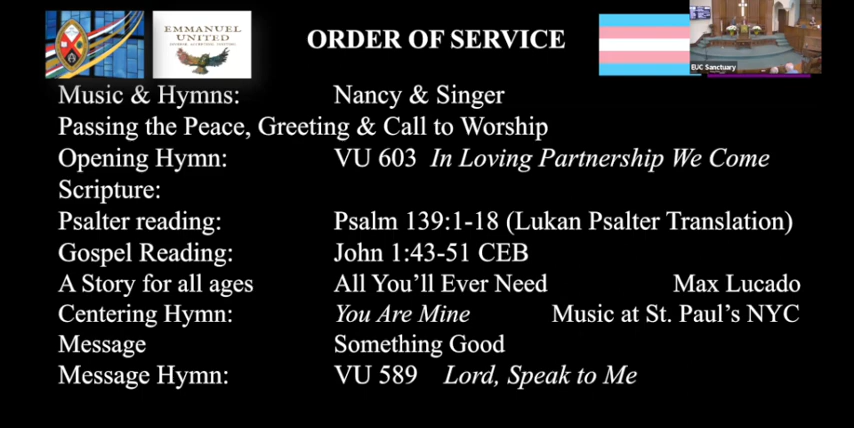 EMMANUEL
UNITED
ORDER OF SERVICE
EUC Sanctuary
Music & Hymns: Nancy & Singer
Passing the Peace, Greeting & Call to Worship
Opening Hymn: VU 603 In Loving Partnership We Come
Scripture:
Psalter reading: Psalm 139:1-18 (Lukan Psalter Translation)
Gospel Reading: John 1:43-51 CEB
A Story for all ages All You’ll Ever Need Max Lucado
Centering Hymn: You Are Mine Music at St. Paul’s NYC
Message Something Good
Message Hymn: VU 589 Lord, Speak to Me